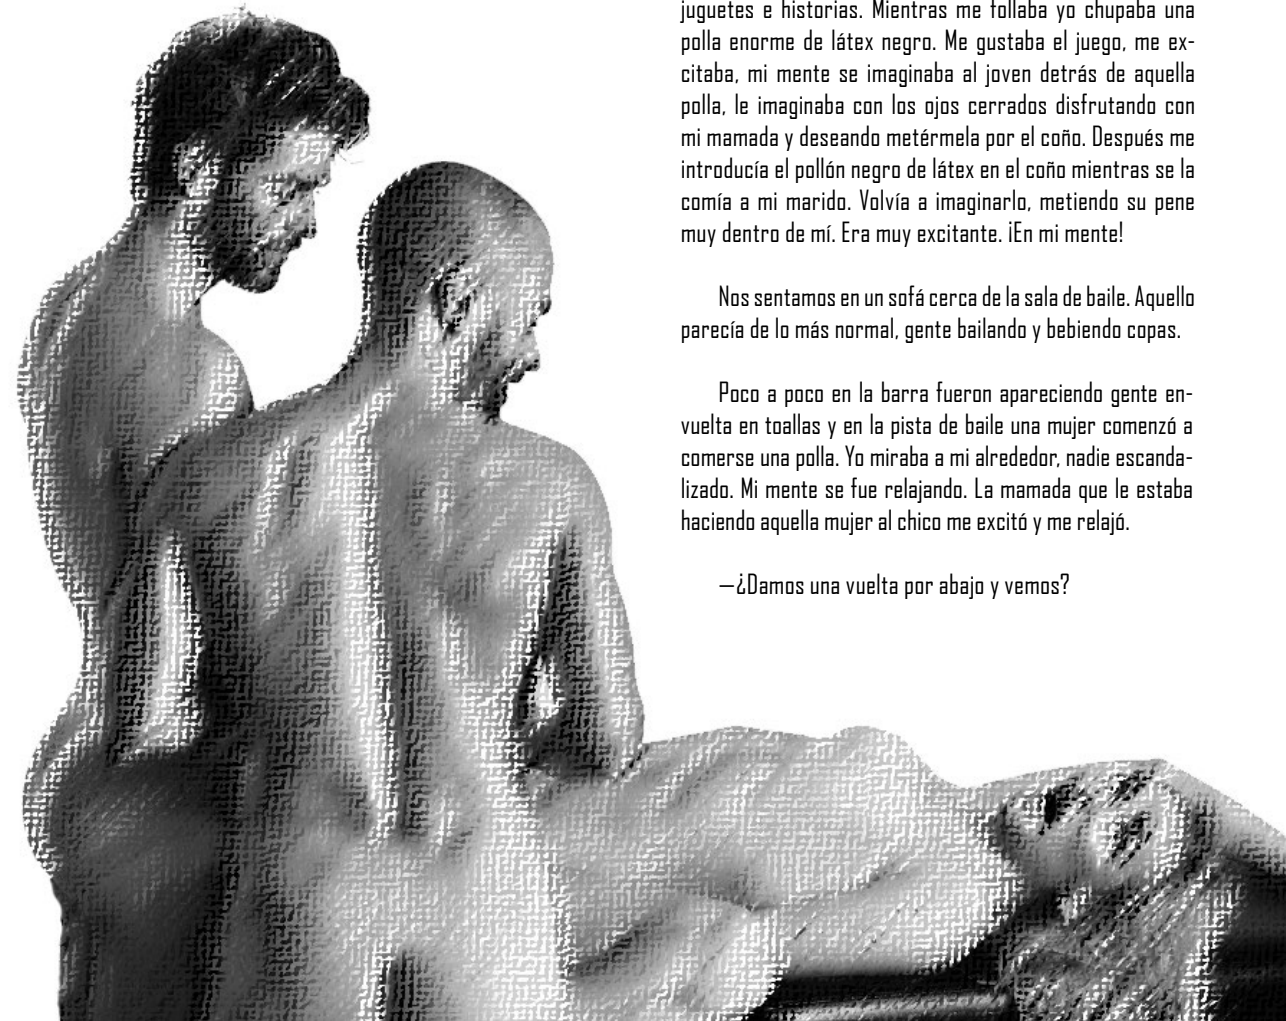 juguetes e historias. Mientras me follaba yo chupaba una
polla enorme de látex negro. Me gustaba el juego, me ex-
citaba, mi mente se imaginaba al joven detrás de aquella
polla, le imaginaba con los ojos cerrados disfrutando con
mi mamada y deseando metérmela por el coño. Después me
introducía el pollón negro de látex en el coño mientras se la
comía a mi marido. Volvía a imaginarlo, metiendo su pene
muy dentro de mí. Era muy excitante. ¡En mi mente!
Nos sentamos en un sofá cerca de la sala de baile. Aquello
parecía de lo más normal, gente bailando y bebiendo copas.
Poco a poco en la barra fueron apareciendo gente en-
vuelta en toallas y en la pista de baile una mujer comenzó a
comerse una polla. Yo miraba a mi alrededor, nadie escanda-
lizado. Mi mente se fue relajando. La mamada que le estaba
haciendo aquella mujer al chico me excitó y me relajó.
—¿Damos una vuelta por abajo y vemos?